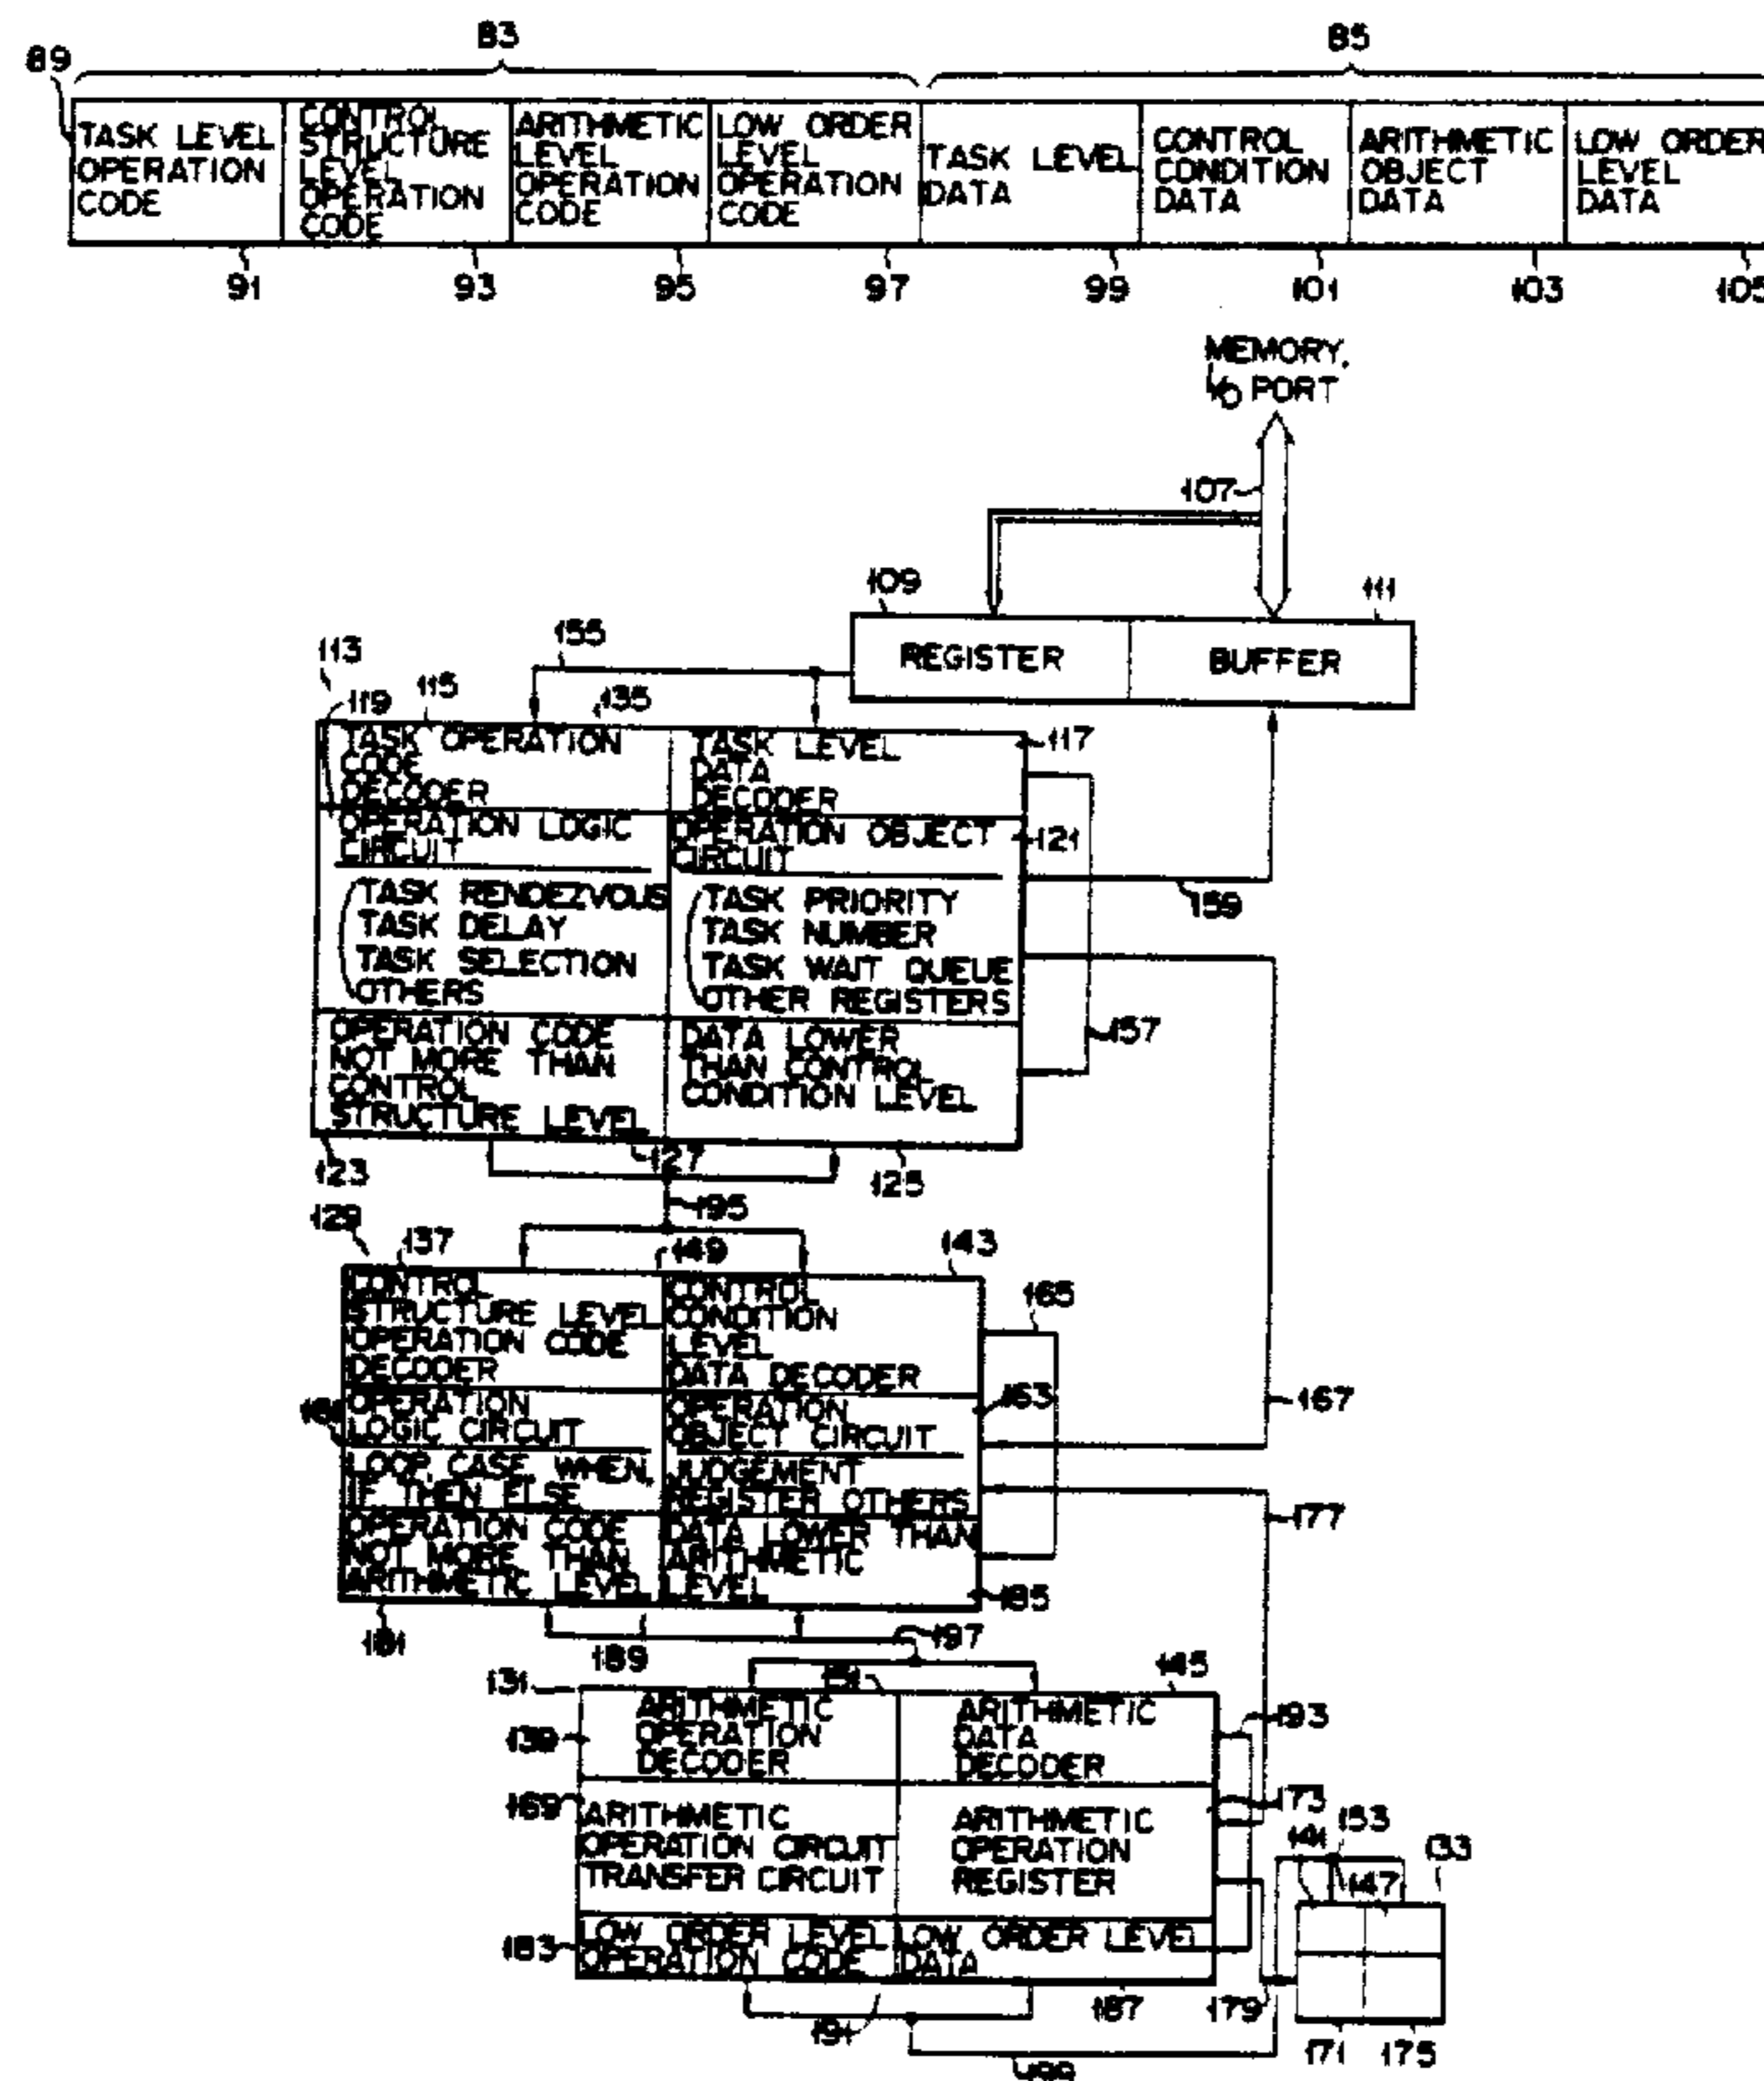 83
85
89
TASK LEVEL
OPERATION
CODE
CONTROL
STRUCTURE
LEVEL
OPERATION
CODE
ARITHMETIC
LEVEL
OPERATION
CODE
LOW ORDER
LEVEL
OPERATION
CODE
TASK LEVEL
DATA
CONTROL
CONDITION
DATA
ARITHMETIC
OBJECT
DATA
LOW ORDER
LEVEL
DATA
91
93
95
97
99
101
103
105
MEMORY,
I/O PORT
107
109
111
REGISTER
BUFFER
155
113
115
119
135
117
TASK OPERATION
CODE
DECODER
TASK LEVEL
DATA
DECODER
OPERATION LOGIC
CIRCUIT
OPERATION OBJECT
CIRCUIT
121
159
TASK RENDEZVOUS
TASK DELAY
TASK SELECTION
OTHERS
TASK PRIORITY
TASK NUMBER
TASK WAIT QUEUE
OTHER REGISTERS
157
OPERATION CODE
NOT MORE THAN
CONTROL
STRUCTURE LEVEL
DATA LOWER
THAN CONTROL
CONDITION LEVEL
123
127
125
195
129
137
149
143
165
CONTROL
STRUCTURE LEVEL
OPERATION CODE
DECODER
CONTROL
CONDITION
LEVEL
DATA DECODER
OPERATION
LOGIC CIRCUIT
OPERATION
OBJECT CIRCUIT
163
167
LOOP, CASE, WHEN,
IF THEN ELSE
JUDGEMENT
REGISTER OTHERS
177
OPERATION CODE
NOT MORE THAN
ARITHMETIC LEVEL
DATA LOWER THAN
ARITHMETIC
LEVEL
185
181
189
197
131
151
145
193
139
ARITHMETIC
OPERATION
DECODER
ARITHMETIC
DATA
DECODER
169
ARITHMETIC
OPERATION CIRCUIT
TRANSFER CIRCUIT
ARITHMETIC
OPERATION
REGISTER
173
153
141
133
147
183
LOW ORDER LEVEL
OPERATION CODE
LOW ORDER LEVEL
DATA
191
187
179
171
175
199